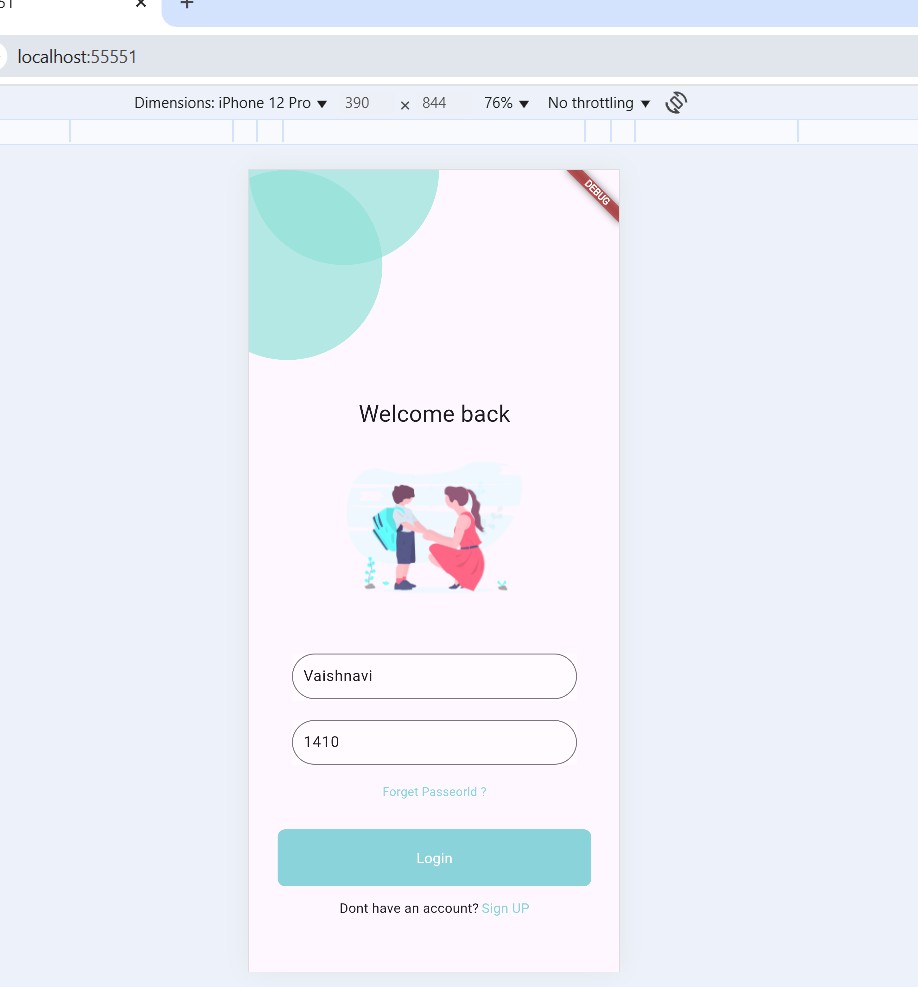 localhost:55551
Dimensions: iPhone 12 Pro ▼ 390 × 844 76% ▼ No throttling ▼
DEBUG
Welcome back
Vaishnavi
1410
Forget Passeorld ?
Login
Dont have an account? Sign UP